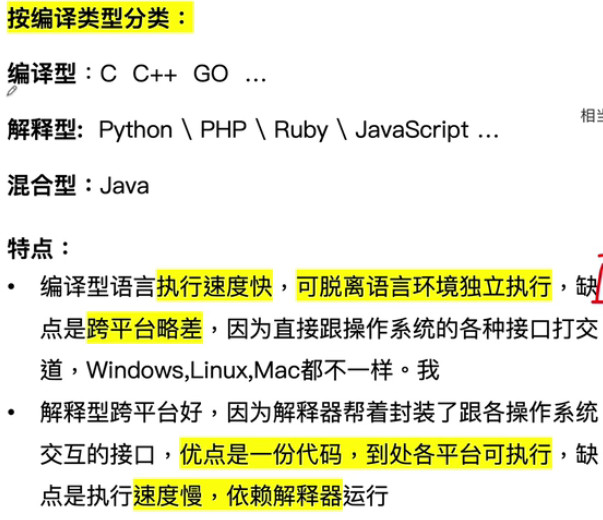 按编译类型分类：
编译型：C C++ GO ...
相当
解释型: Python \ PHP \ Ruby \ JavaScript ...
混合型：Java
特点：
• 编译型语言执行速度快，可脱离语言环境独立执行，缺
点是跨平台略差，因为直接跟操作系统的各种接口打交
道，Windows,Linux,Mac都不一样。我
• 解释型跨平台好，因为解释器帮着封装了跟各操作系统
交互的接口，优点是一份代码，到处各平台可执行，缺
点是执行速度慢，依赖解释器运行